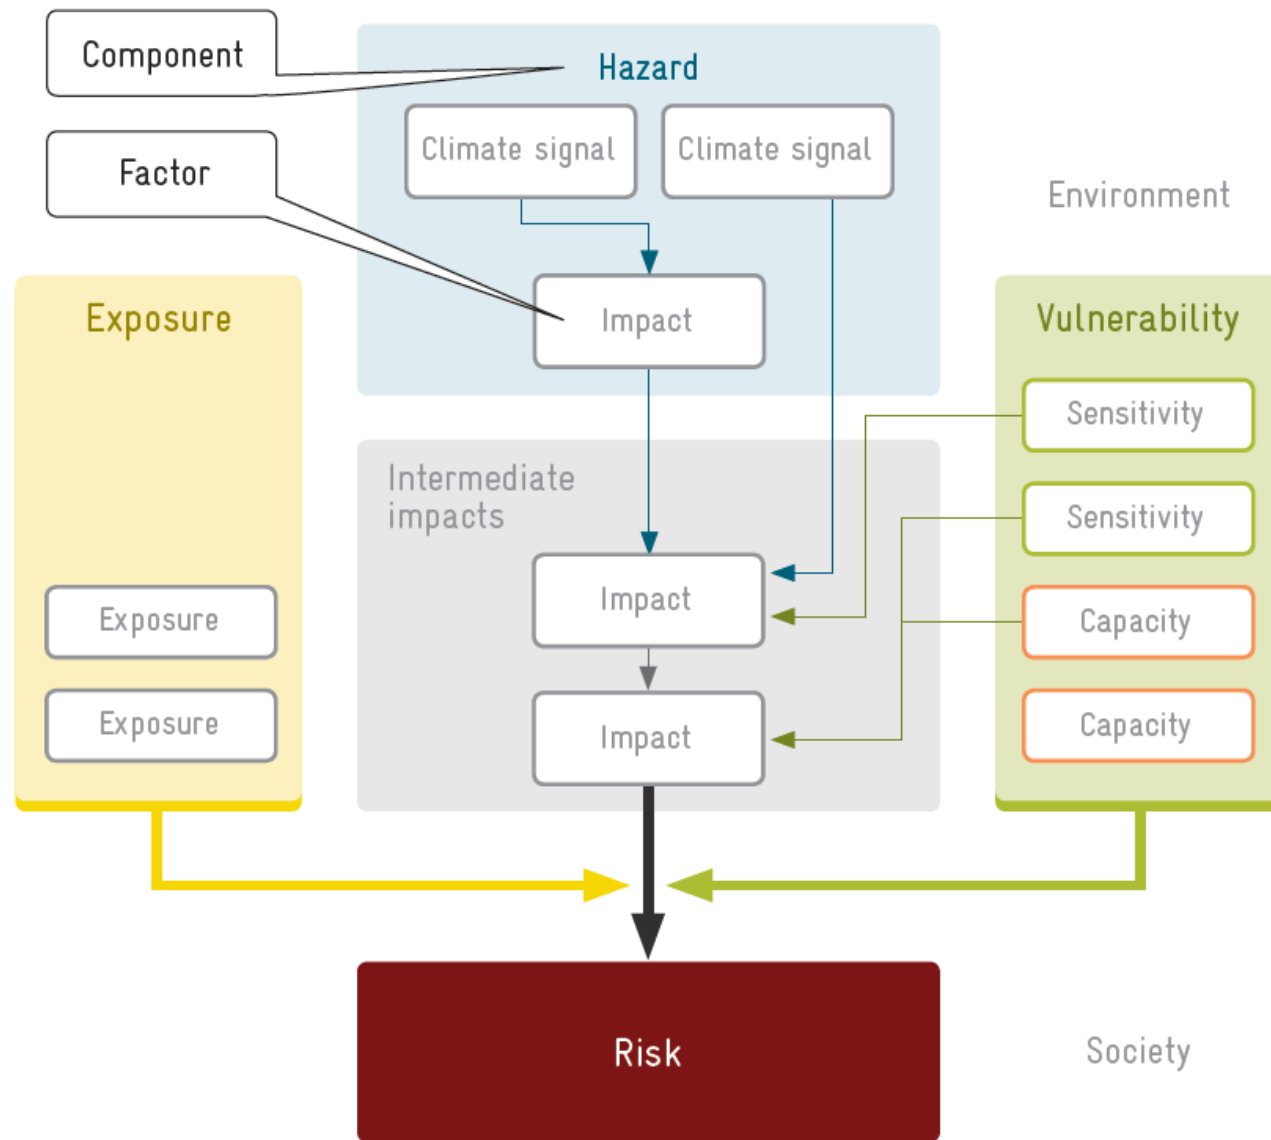 Component
Hazard
Climate signal
Climate signal
Factor
Environment
Impact
Exposure
Vulnerability
Sensitivity
Intermediate
impacts
Sensitivity
Impact
Exposure
Capacity
Impact
Exposure
Capacity
Risk
Society